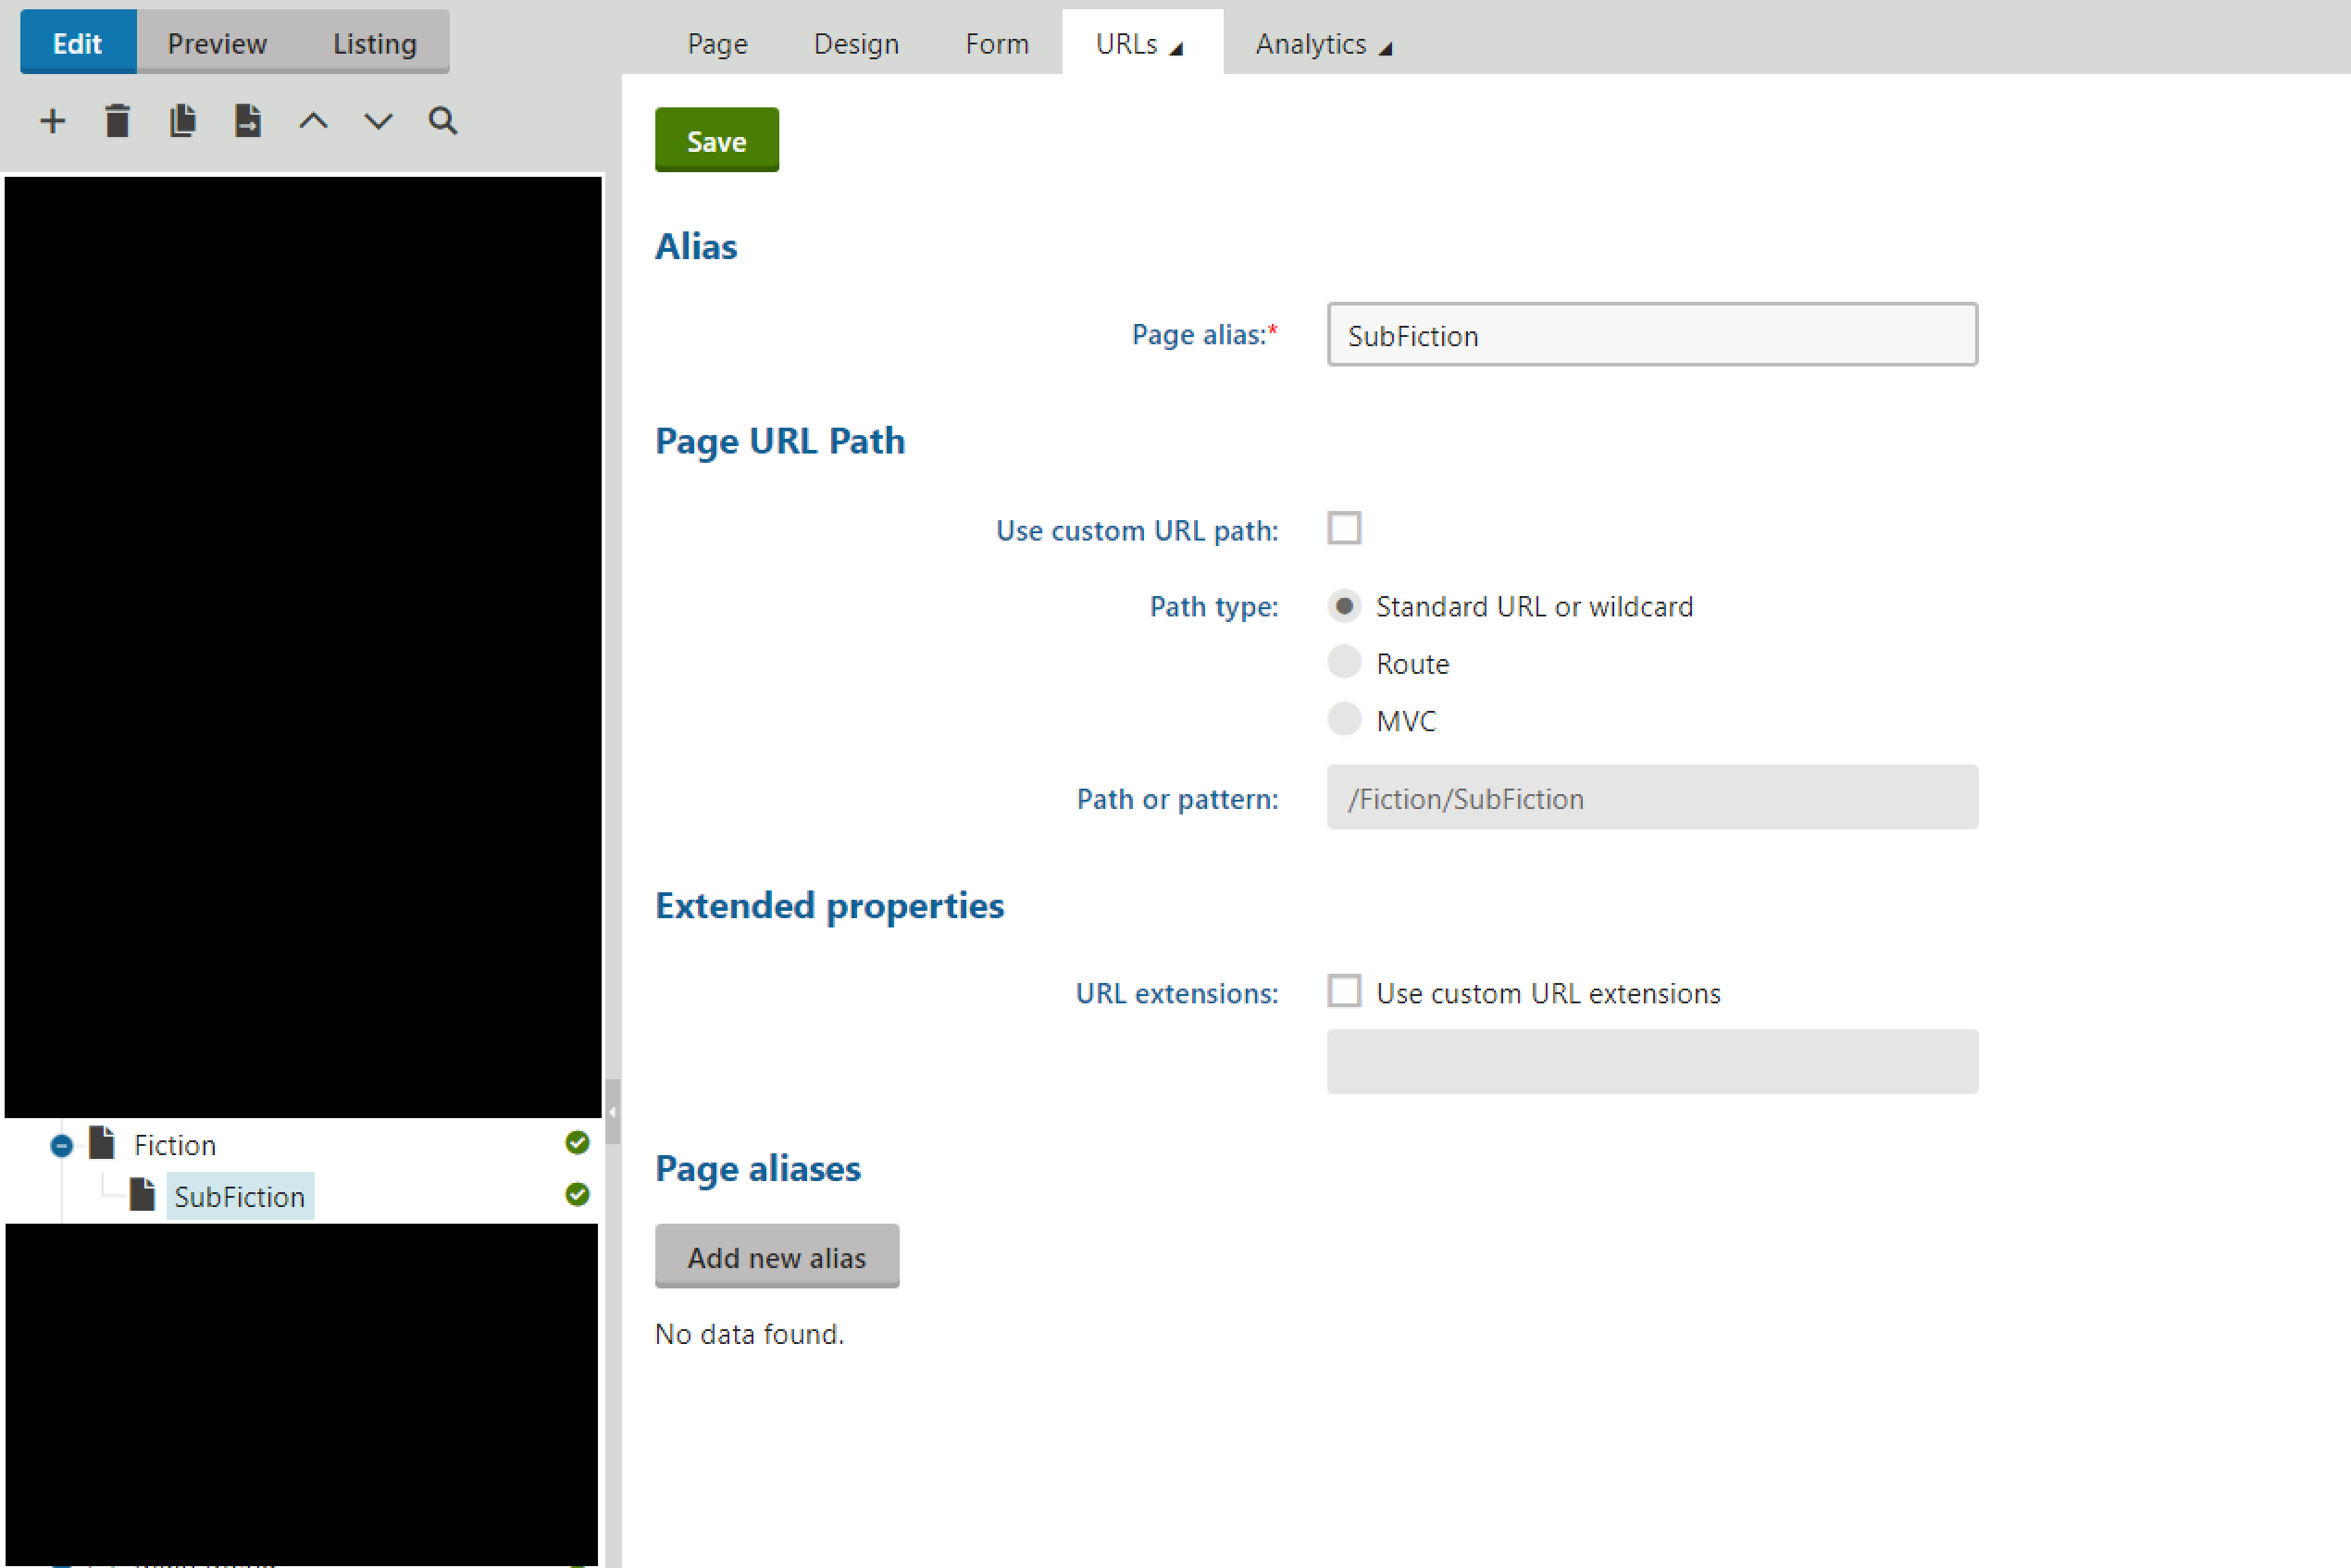 Edit Preview Listing
Page Design Form URLs Analytics
Save
Alias
Page alias:* SubFiction
Page URL Path
Use custom URL path:
Path type: Standard URL or wildcard
Route
MVC
Path or pattern: /Fiction/SubFiction
Extended properties
URL extensions: Use custom URL extensions
Fiction
SubFiction
Page aliases
Add new alias
No data found.